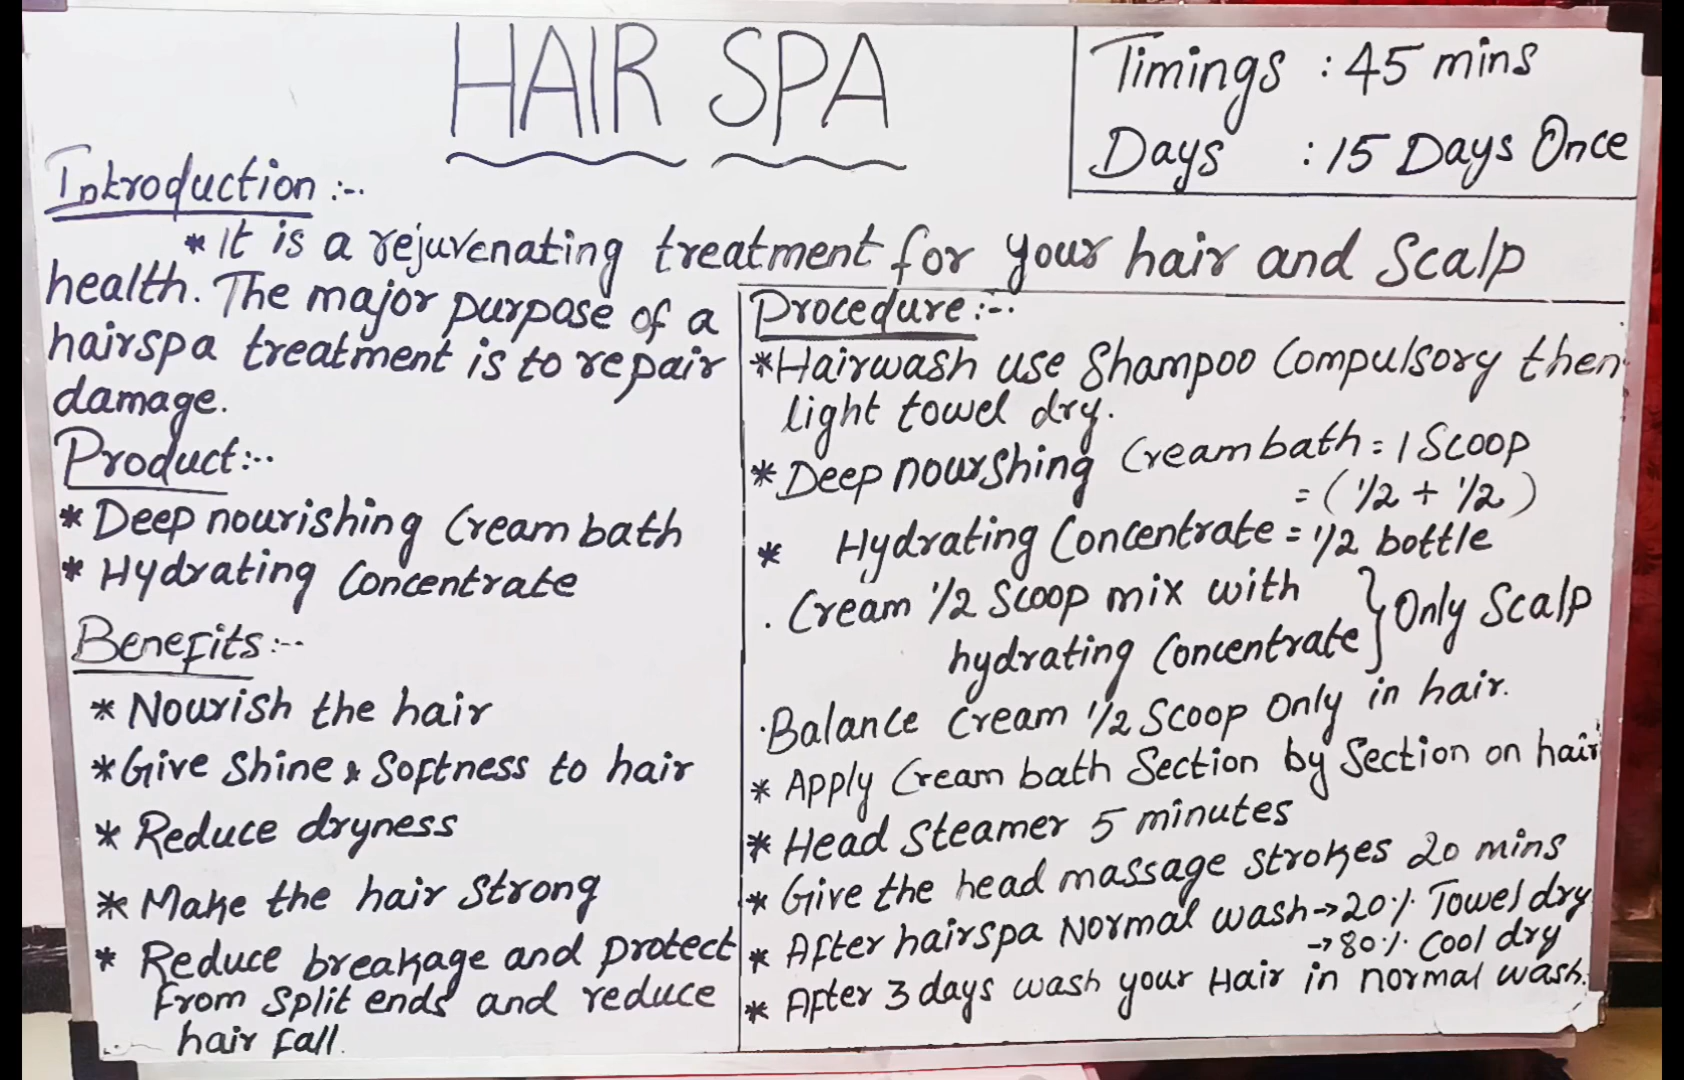 HAIR SPA
Timings : 45 mins
Days : 15 Days Once
Introduction :-.
* It is a rejuvenating treatment for your hair and Scalp
health. The major purpose of a
hairspa treatment is to repair
damage.
Product:-.
* Deep nourishing Cream bath
* Hydrating Concentrate
Benefits:-.
* Nourish the hair
* Give Shine & Softness to hair
* Reduce dryness
* Make the hair Strong
* Reduce breakage and Protect
from Split ends and reduce
hair fall.
Procedure:-.
* Hairwash use Shampoo Compulsory then
light towel dry.
* Deep nourshing Cream bath = 1 Scoop
= (1/2 + 1/2)
* Hydrating Concentrate = 1/2 bottle
. Cream 1/2 Scoop mix with
hydrating Concentrate } Only Scalp
. Balance Cream 1/2 Scoop Only in hair.
* Apply Cream bath Section by Section on hair
* Head Steamer 5 minutes
* Give the head massage strokes 20 mins
* After hairspa Normal wash → 20% Towel dry
→ 80% Cool dry
* After 3 days wash your Hair in normal wash.